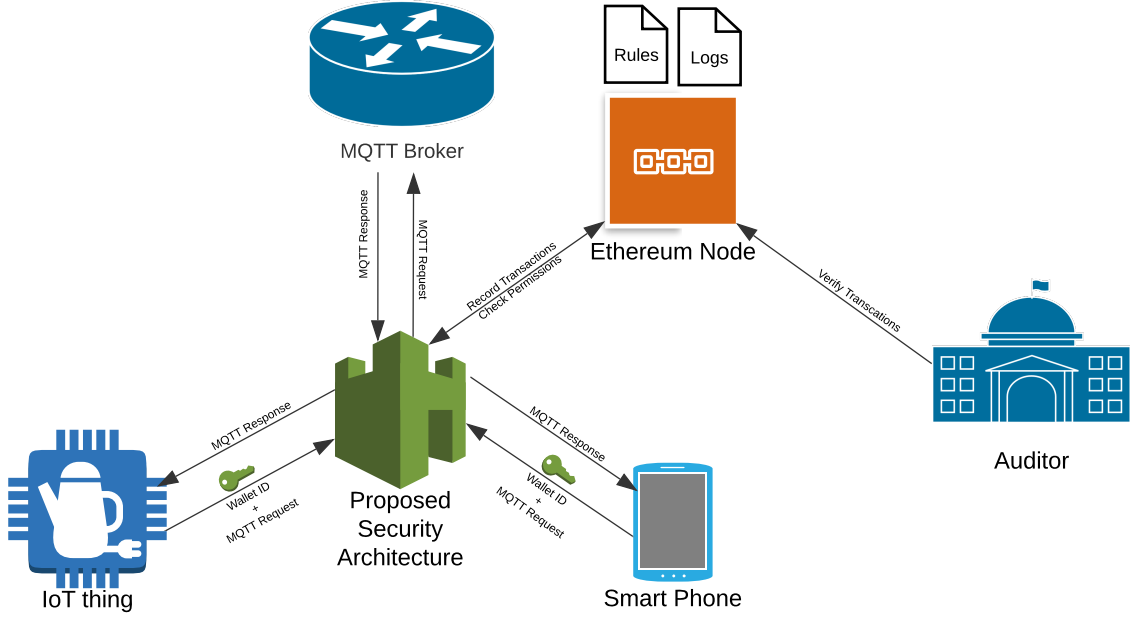 Rules
Logs
MQTT Broker
MQTT Response
MQTT Request
Ethereum Node
Record Transactions
Check Permissions
Verify Transcations
Auditor
MQTT Response
Wallet ID
+
MQTT Request
MQTT Response
Wallet ID
+
MQTT Request
Proposed
Security
Architecture
IoT thing
Smart Phone